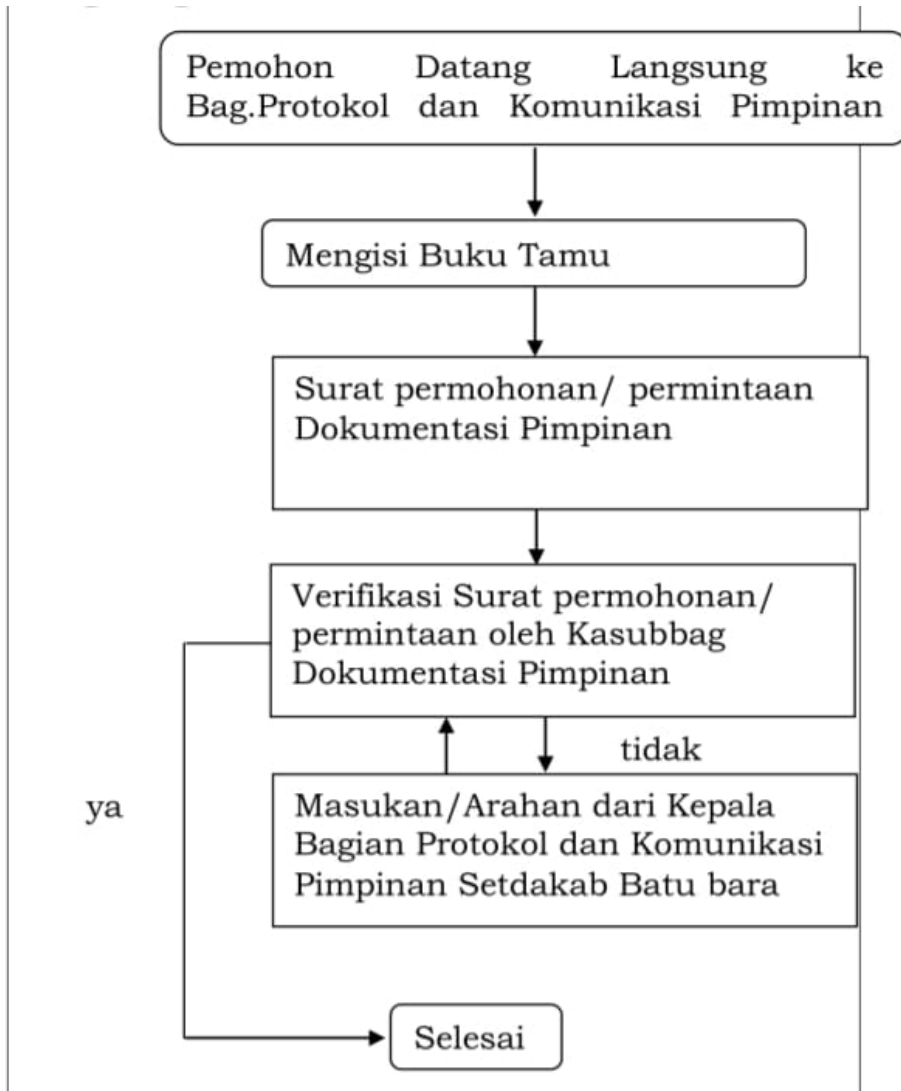 Pemohon Datang Langsung ke
Bag.Protokol dan Komunikasi Pimpinan
Mengisi Buku Tamu
Surat permohonan/ permintaan
Dokumentasi Pimpinan
Verifikasi Surat permohonan/
permintaan oleh Kasubbag
Dokumentasi Pimpinan
tidak
ya
Masukan/Arahan dari Kepala
Bagian Protokol dan Komunikasi
Pimpinan Setdakab Batu bara
Selesai